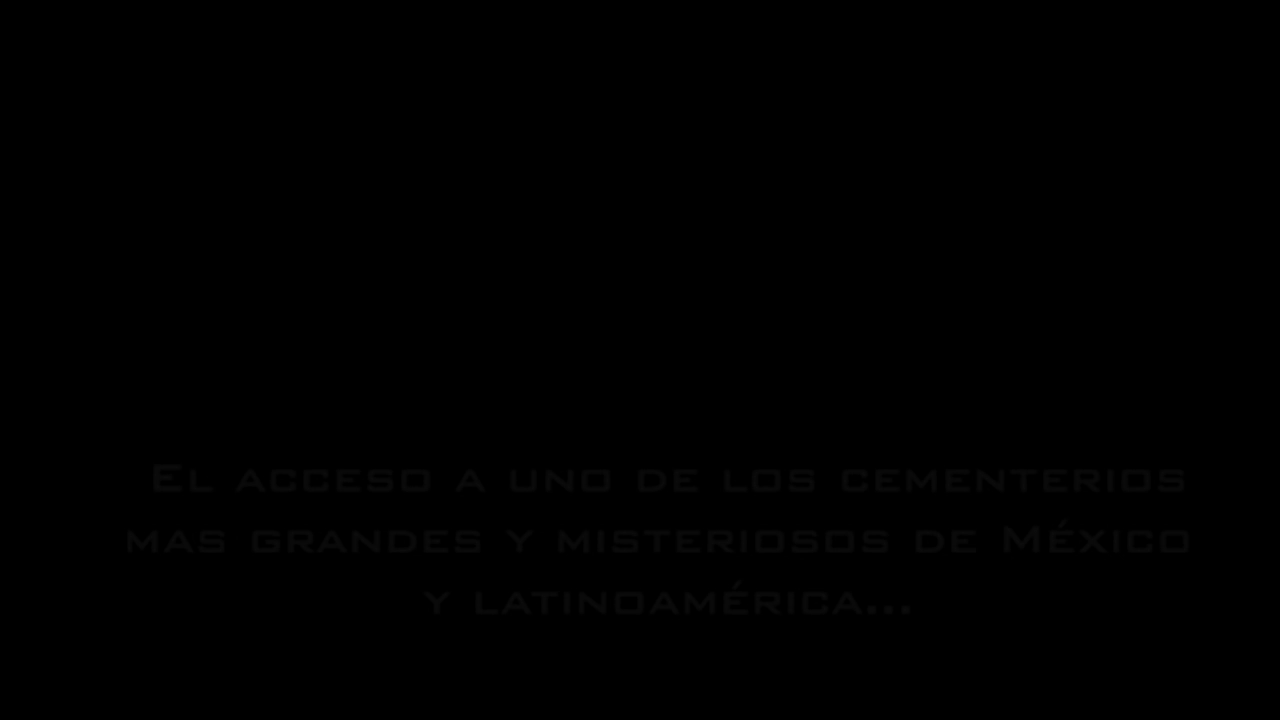 El acceso a uno de los cementerios
mas grandes y misteriosos de México
y latinoamérica...